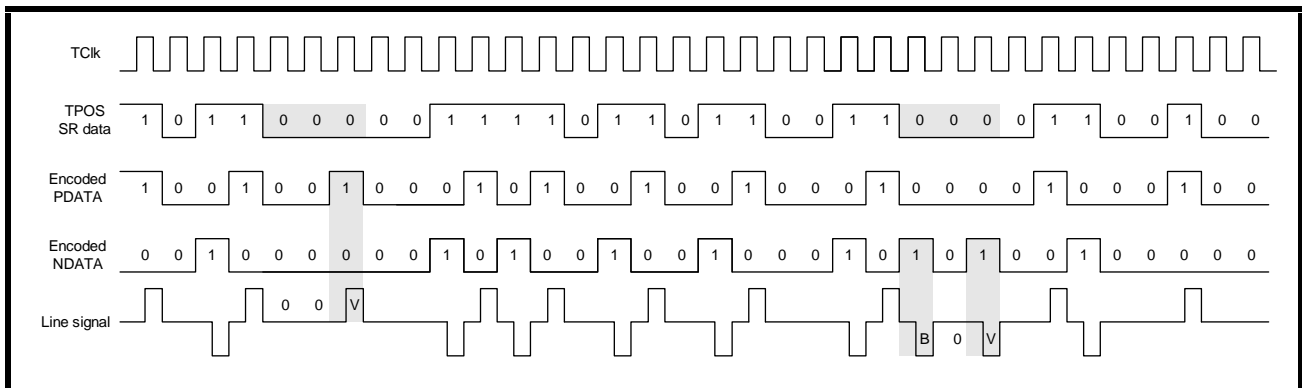 TClk
TPOS
SR data
1 0 1 1 0 0 0 0 0 1 1 1 1 0 1 1 0 1 1 0 0 1 1 0 0 0 0 1 1 0 0 1 0 0
Encoded
PDATA
1 0 0 1 0 0 1 0 0 0 1 0 1 0 0 1 0 0 1 0 0 0 1 0 0 0 0 1 0 0 0 1 0 0
Encoded
NDATA
0 0 1 0 0 0 0 0 0 1 0 1 0 0 1 0 0 1 0 0 0 1 0 1 0 1 0 0 1 0 0 0 0 0
Line signal
0 0 V
B 0 V